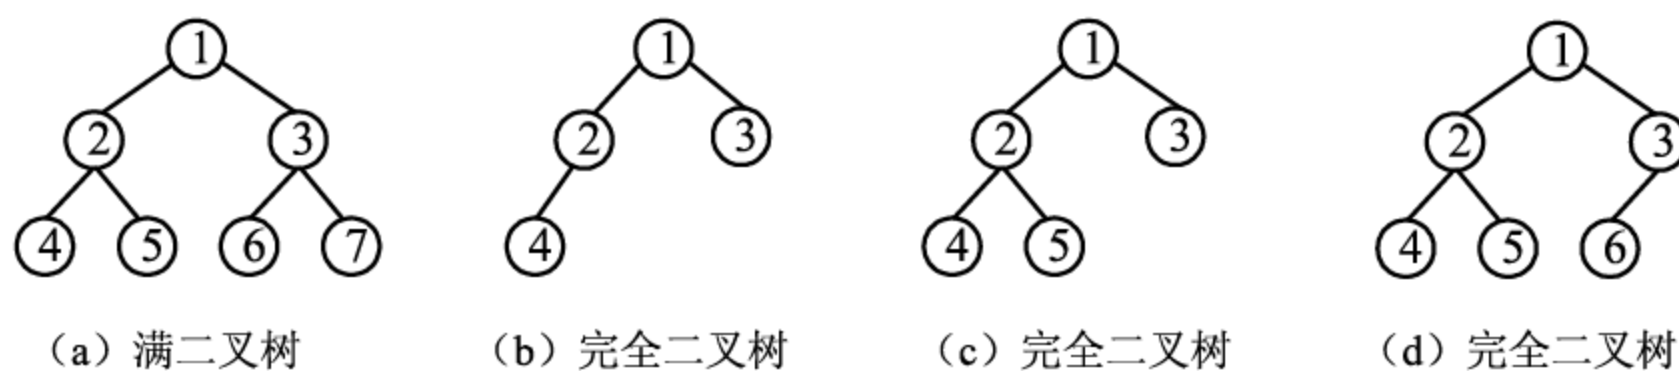 1 1 1 1
2 3 2 3 2 3 2 3
4 5 6 7 4 4 5 4 5 6
（a）满二叉树 （b）完全二叉树 （c）完全二叉树 （d）完全二叉树